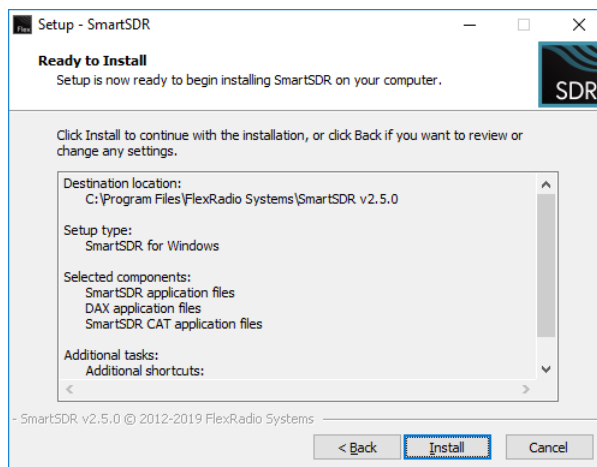 Flex
Setup - SmartSDR
Ready to Install
Setup is now ready to begin installing SmartSDR on your computer.
SDR
Click Install to continue with the installation, or click Back if you want to review or
change any settings.
Destination location:
C:\Program Files\FlexRadio Systems\SmartSDR v2.5.0
Setup type:
SmartSDR for Windows
Selected components:
SmartSDR application files
DAX application files
SmartSDR CAT application files
Additional tasks:
Additional shortcuts:
- SmartSDR v2.5.0 © 2012-2019 FlexRadio Systems
< Back
Install
Cancel